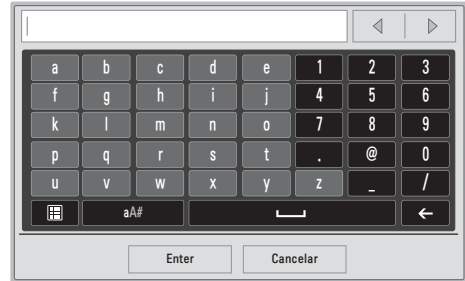 a b c d e 1 2 3
f g h i j 4 5 6
k l m n o 7 8 9
p q r s t . @ 0
u v w x y z _ /
aA#
Enter Cancelar